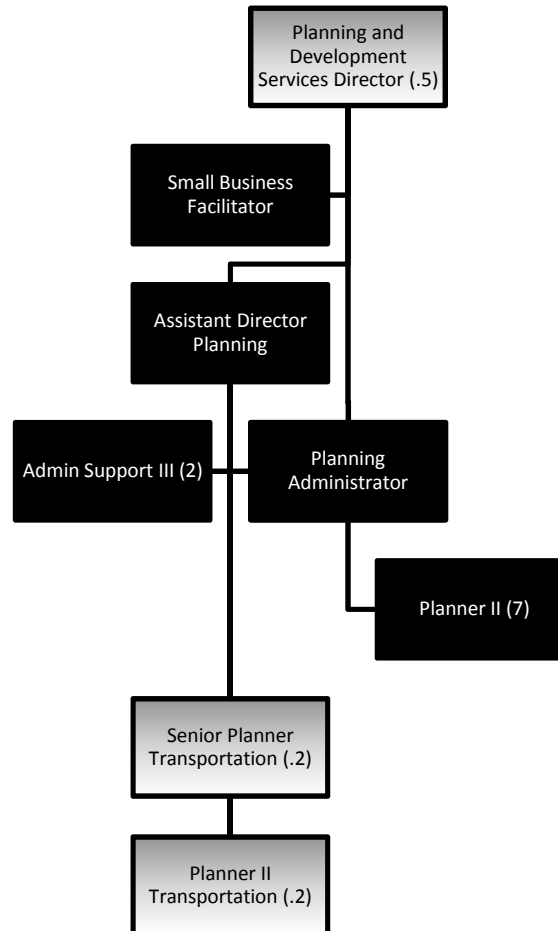 Planning and
Development
Services Director (.5)
Small Business
Facilitator
Assistant Director
Planning
Admin Support III (2)
Planning
Administrator
Planner II (7)
Senior Planner
Transportation (.2)
Planner II
Transportation (.2)